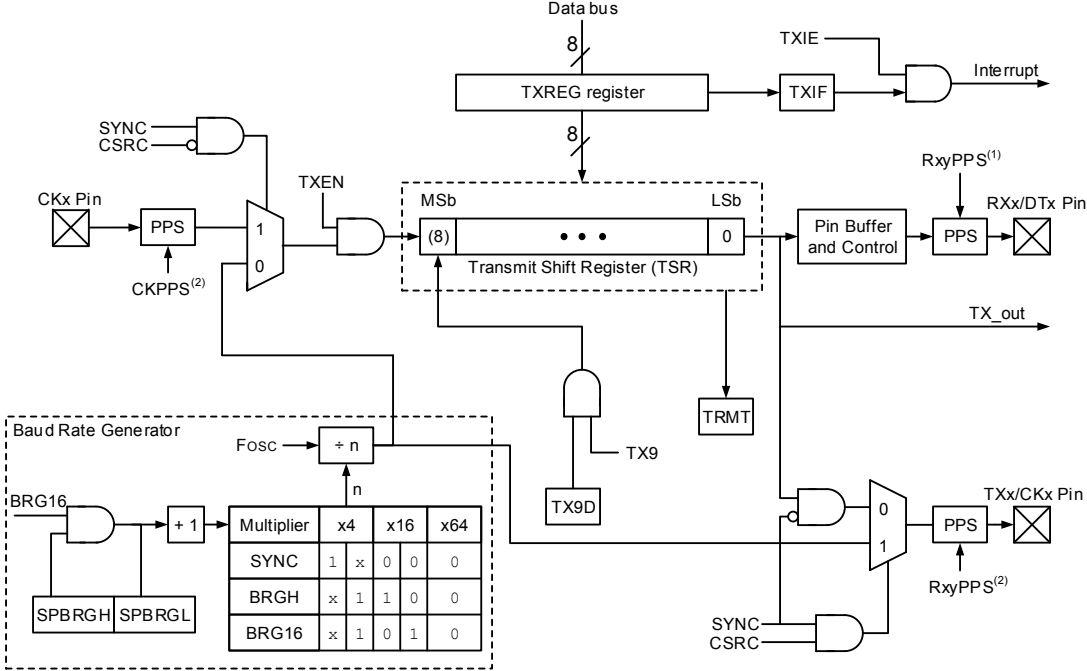 Data bus
8
TXIE
TXREG register
TXIF
Interrupt
8
SYNC
CSRC
RxyPPS(1)
TXEN
CKx Pin
MSb
LSb
RXx/DTx Pin
PPS
1
(8)
• • •
0
Pin Buffer
and Control
PPS
0
Transmit Shift Register (TSR)
CKPPS(2)
TX_out
TRMT
Baud Rate Generator
FOSC
÷ n
TX9
n
TX9D
TXx/CKx Pin
BRG16
+ 1
Multiplier x4 x16 x64
0
PPS
1
SYNC 1 x 0 0 0
BRGH x 1 1 0 0
RxyPPS(2)
SPBRGH SPBRGL
BRG16 x 1 0 1 0
SYNC
CSRC